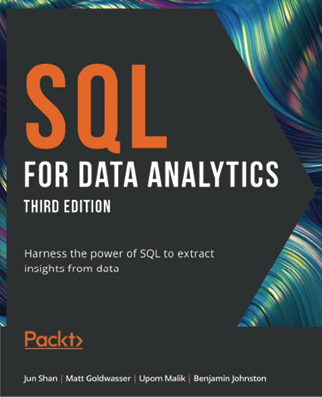 SQL
FOR DATA ANALYTICS
THIRD EDITION
Harness the power of SQL to extract
insights from data
Packt>
Jun Shan | Matt Goldwasser | Upom Malik | Benjamin Johnston